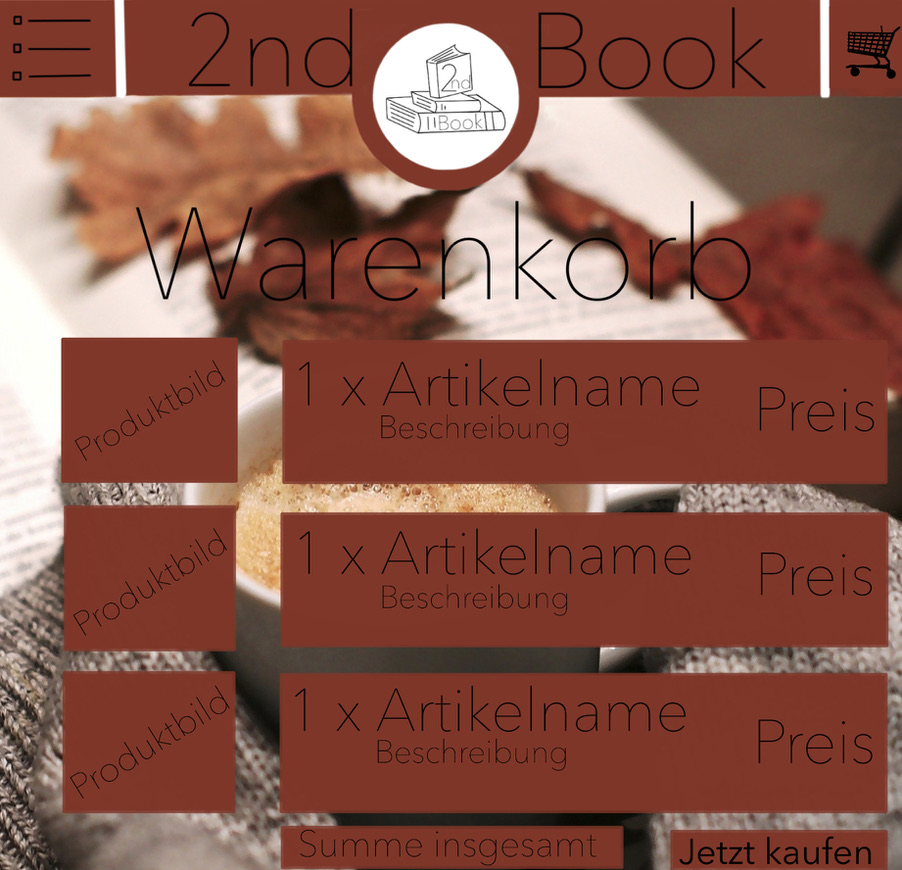 2nd Book
2nd
Book
Warenkorb
Produktbild
1 x Artikelname
Beschreibung
Preis
Produktbild
1 x Artikelname
Beschreibung
Preis
Produktbild
1 x Artikelname
Beschreibung
Preis
Summe insgesamt
Jetzt kaufen